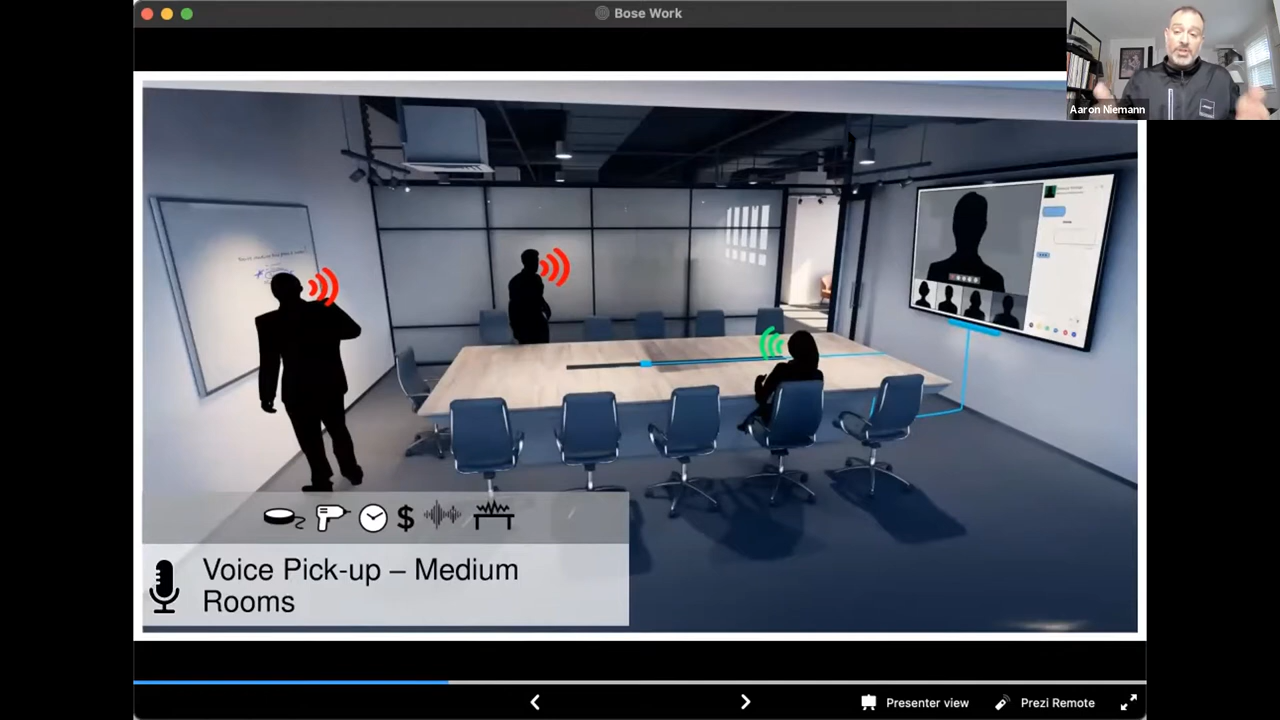 Bose Work
Aaron Niemann
$
Voice Pick-up – Medium
Rooms
Presenter view
Prezi Remote